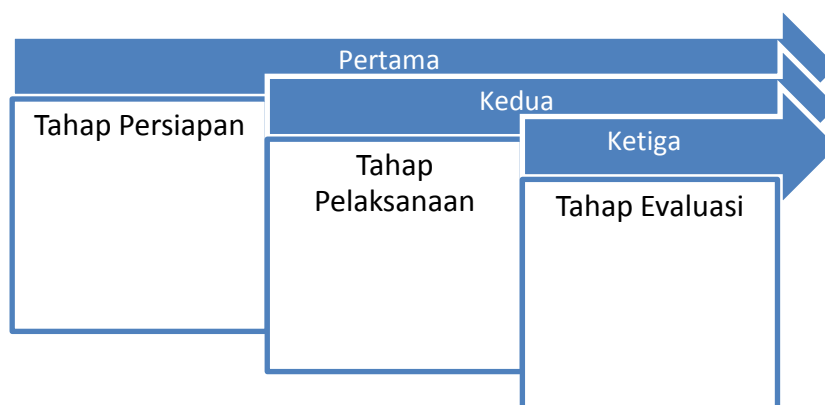 Pertama
Tahap Persiapan
Kedua
Tahap
Pelaksanaan
Ketiga
Tahap Evaluasi